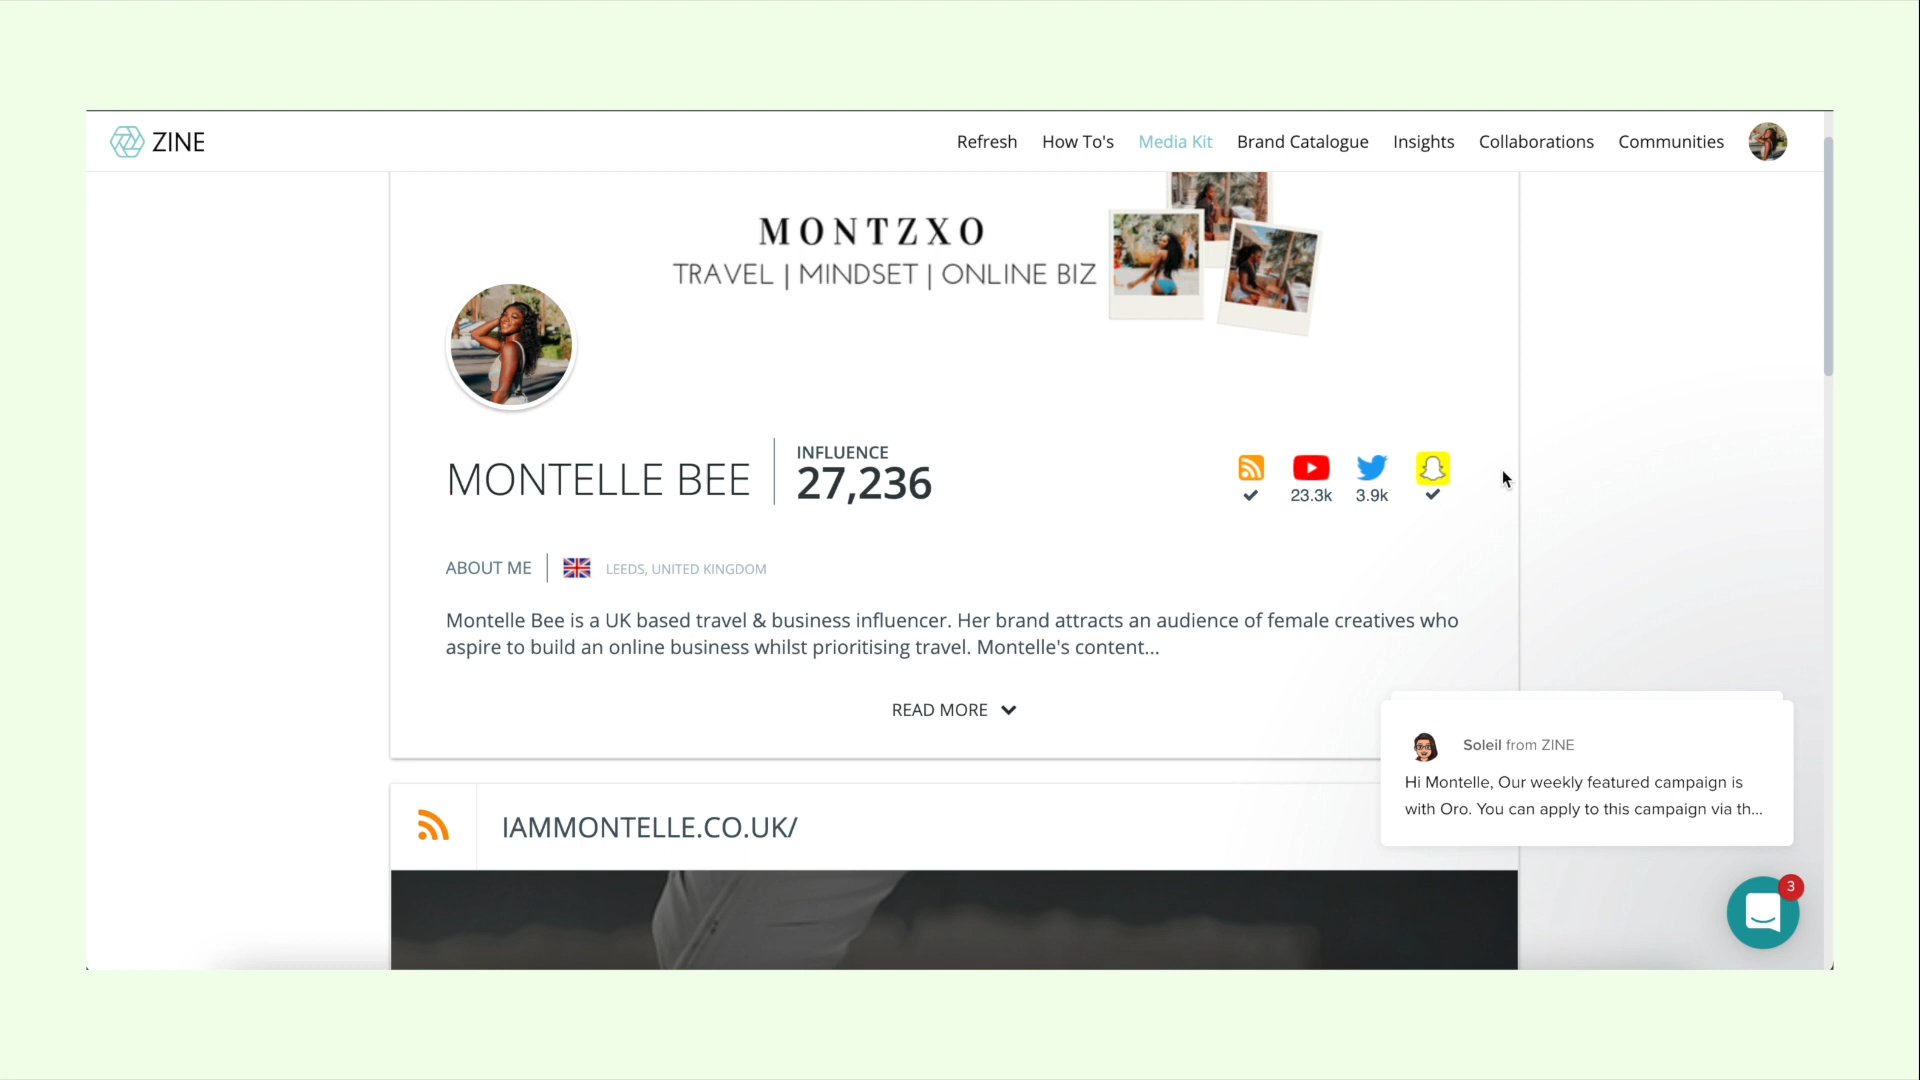 ZINE
Refresh How To's Media Kit Brand Catalogue Insights Collaborations Communities
MONTZXO
TRAVEL | MINDSET | ONLINE BIZ
MONTELLE BEE
INFLUENCE
27,236
23.3k
3.9k
ABOUT ME
LEEDS, UNITED KINGDOM
Montelle Bee is a UK based travel & business influencer. Her brand attracts an audience of female creatives who
aspire to build an online business whilst prioritising travel. Montelle's content...
READ MORE
Soleil from ZINE
Hi Montelle, Our weekly featured campaign is
with Oro. You can apply to this campaign via th...
IAMMONTELLE.CO.UK/
3